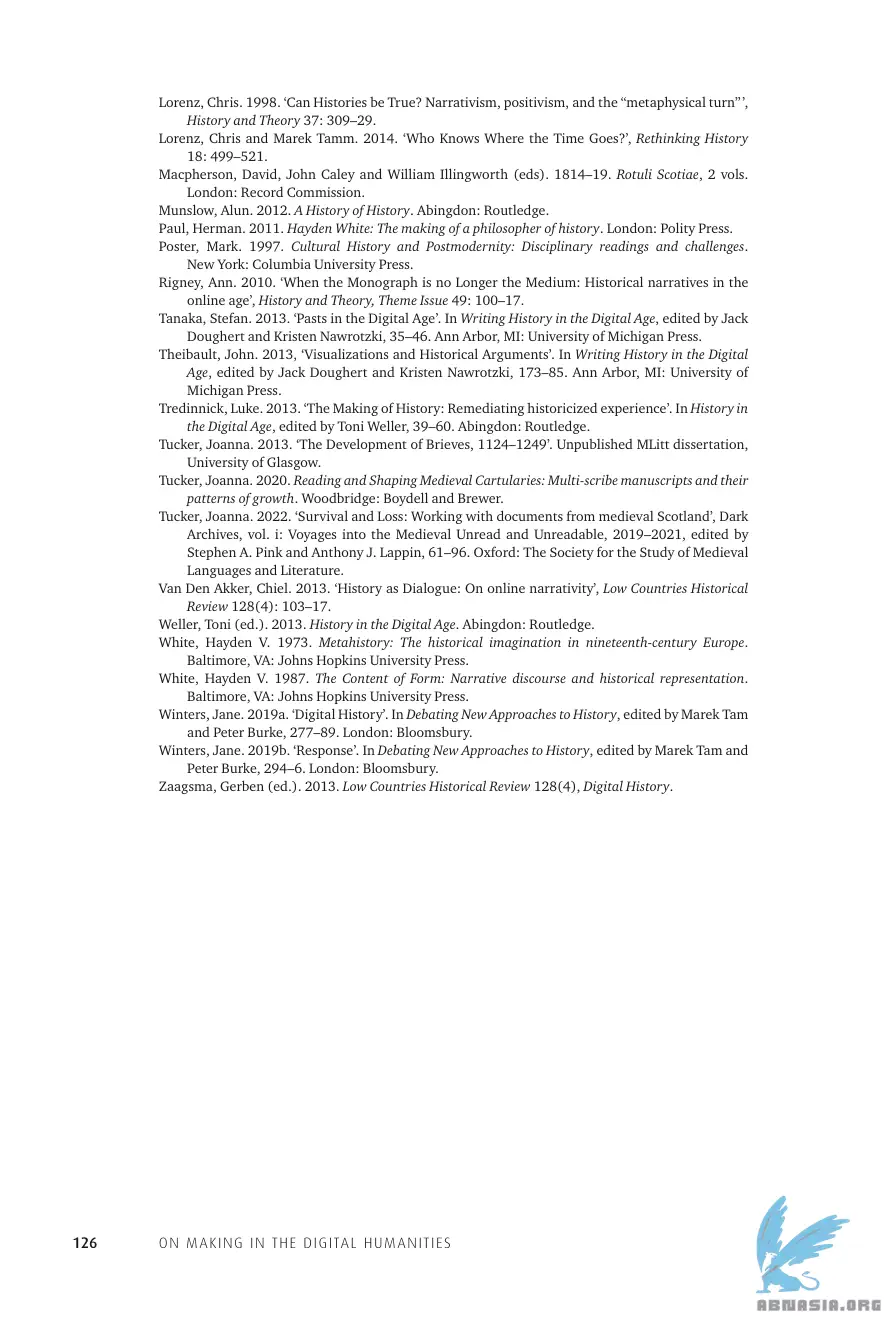 Lorenz, Chris. 1998. ‘Can Histories be True? Narrativism, positivism, and the “metaphysical turn”’,
History and Theory 37: 309–29.
Lorenz, Chris and Marek Tamm. 2014. ‘Who Knows Where the Time Goes?’, Rethinking History
18: 499–521.
Macpherson, David, John Caley and William Illingworth (eds). 1814–19. Rotuli Scotiae, 2 vols.
London: Record Commission.
Munslow, Alun. 2012. A History of History. Abingdon: Routledge.
Paul, Herman. 2011. Hayden White: The making of a philosopher of history. London: Polity Press.
Poster, Mark. 1997. Cultural History and Postmodernity: Disciplinary readings and challenges.
New York: Columbia University Press.
Rigney, Ann. 2010. ‘When the Monograph is no Longer the Medium: Historical narratives in the
online age’, History and Theory, Theme Issue 49: 100–17.
Tanaka, Stefan. 2013. ‘Pasts in the Digital Age’. In Writing History in the Digital Age, edited by Jack
Doughert and Kristen Nawrotzki, 35–46. Ann Arbor, MI: University of Michigan Press.
Theibault, John. 2013, ‘Visualizations and Historical Arguments’. In Writing History in the Digital
Age, edited by Jack Doughert and Kristen Nawrotzki, 173–85. Ann Arbor, MI: University of
Michigan Press.
Tredinnick, Luke. 2013. ‘The Making of History: Remediating historicized experience’. In History in
the Digital Age, edited by Toni Weller, 39–60. Abingdon: Routledge.
Tucker, Joanna. 2013. ‘The Development of Brieves, 1124–1249’. Unpublished MLitt dissertation,
University of Glasgow.
Tucker, Joanna. 2020. Reading and Shaping Medieval Cartularies: Multi-scribe manuscripts and their
patterns of growth. Woodbridge: Boydell and Brewer.
Tucker, Joanna. 2022. ‘Survival and Loss: Working with documents from medieval Scotland’, Dark
Archives, vol. i: Voyages into the Medieval Unread and Unreadable, 2019–2021, edited by
Stephen A. Pink and Anthony J. Lappin, 61–96. Oxford: The Society for the Study of Medieval
Languages and Literature.
Van Den Akker, Chiel. 2013. ‘History as Dialogue: On online narrativity’, Low Countries Historical
Review 128(4): 103–17.
Weller, Toni (ed.). 2013. History in the Digital Age. Abingdon: Routledge.
White, Hayden V. 1973. Metahistory: The historical imagination in nineteenth-century Europe.
Baltimore, VA: Johns Hopkins University Press.
White, Hayden V. 1987. The Content of Form: Narrative discourse and historical representation.
Baltimore, VA: Johns Hopkins University Press.
Winters, Jane. 2019a. ‘Digital History’. In Debating New Approaches to History, edited by Marek Tam
and Peter Burke, 277–89. London: Bloomsbury.
Winters, Jane. 2019b. ‘Response’. In Debating New Approaches to History, edited by Marek Tam and
Peter Burke, 294–6. London: Bloomsbury.
Zaagsma, Gerben (ed.). 2013. Low Countries Historical Review 128(4), Digital History.
126 ON MAKING IN THE DIGITAL HUMANITIES
ABNASIA.ORG